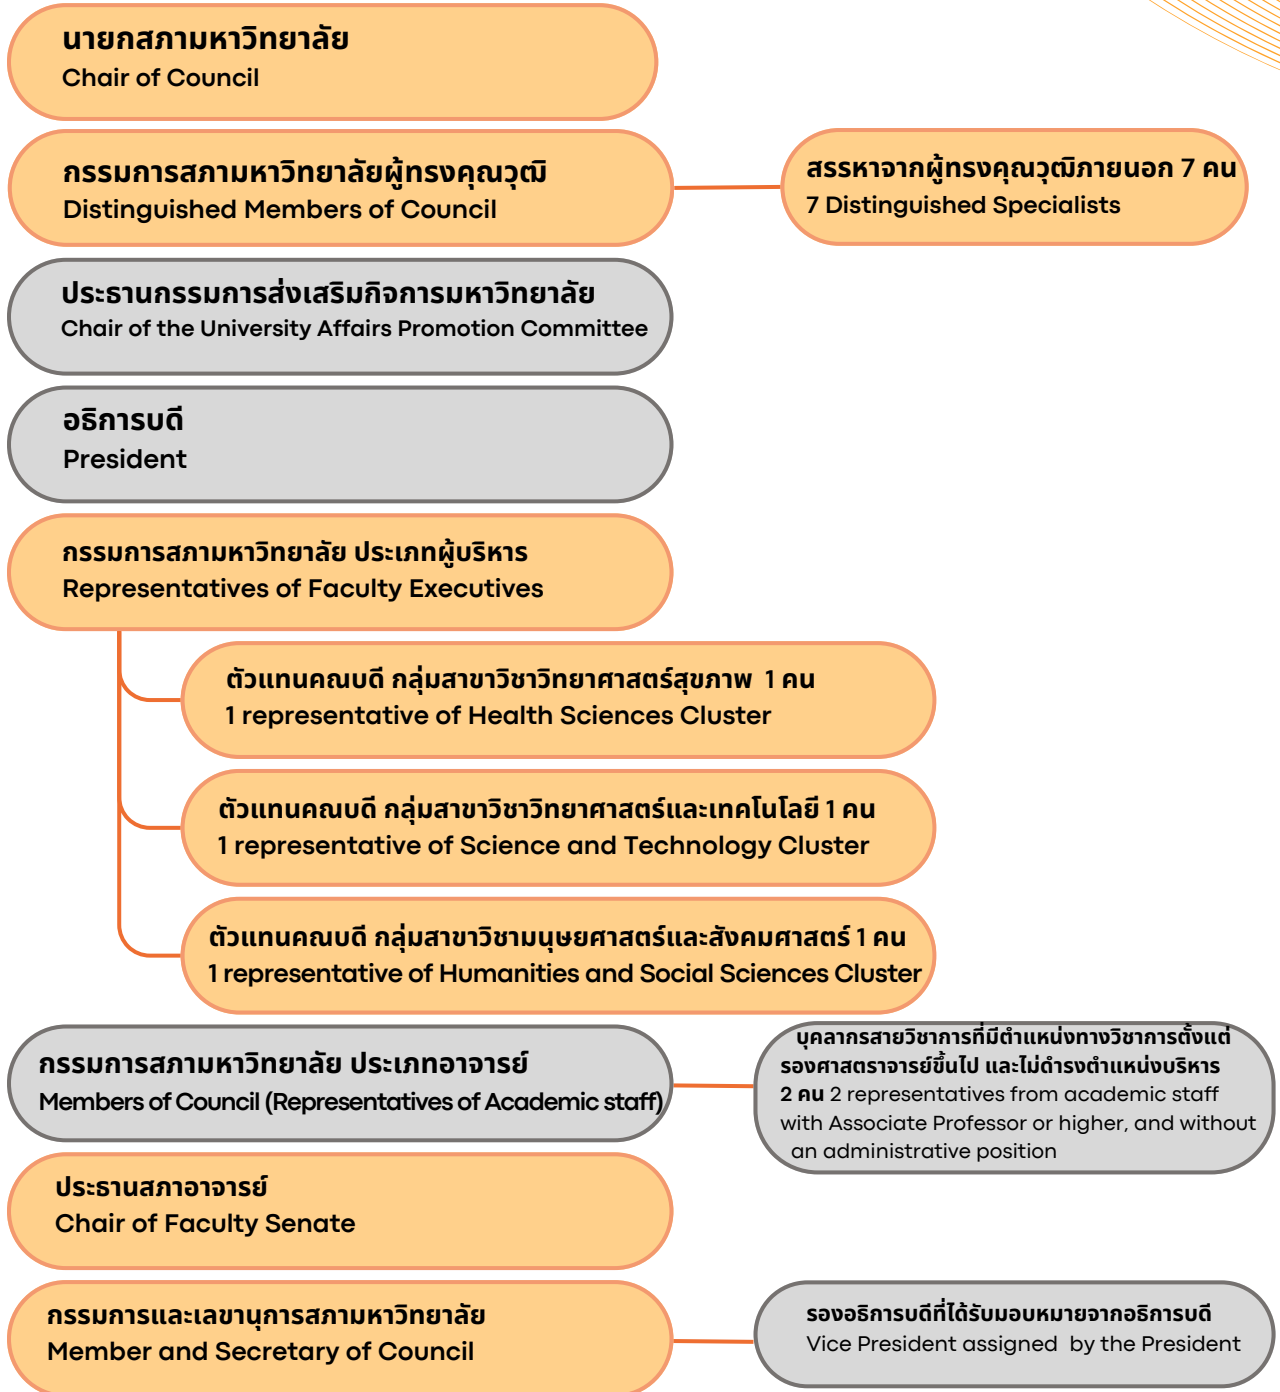 นายกสภามหาวิทยาลัย
Chair of Council
กรรมการสภามหาวิทยาลัยผู้ทรงคุณวุฒิ
Distinguished Members of Council
สรรหาจากผู้ทรงคุณวุฒิภายนอก 7 คน
7 Distinguished Specialists
ประธานกรรมการส่งเสริมกิจการมหาวิทยาลัย
Chair of the University Affairs Promotion Committee
อธิการบดี
President
กรรมการสภามหาวิทยาลัย ประเภทผู้บริหาร
Representatives of Faculty Executives
ตัวแทนคณบดี กลุ่มสาขาวิชาวิทยาศาสตร์สุขภาพ 1 คน
1 representative of Health Sciences Cluster
ตัวแทนคณบดี กลุ่มสาขาวิชาวิทยาศาสตร์และเทคโนโลยี 1 คน
1 representative of Science and Technology Cluster
ตัวแทนคณบดี กลุ่มสาขาวิชามนุษยศาสตร์และสังคมศาสตร์ 1 คน
1 representative of Humanities and Social Sciences Cluster
กรรมการสภามหาวิทยาลัย ประเภทอาจารย์
Members of Council (Representatives of Academic staff)
บุคลากรสายวิชาการที่มีตำแหน่งทางวิชาการตั้งแต่
รองศาสตราจารย์ขึ้นไป และไม่ดำรงตำแหน่งบริหาร
2 คน 2 representatives from academic staff
with Associate Professor or higher, and without
an administrative position
ประธานสภาอาจารย์
Chair of Faculty Senate
กรรมการและเลขานุการสภามหาวิทยาลัย
Member and Secretary of Council
รองอธิการบดีที่ได้รับมอบหมายจากอธิการบดี
Vice President assigned by the President